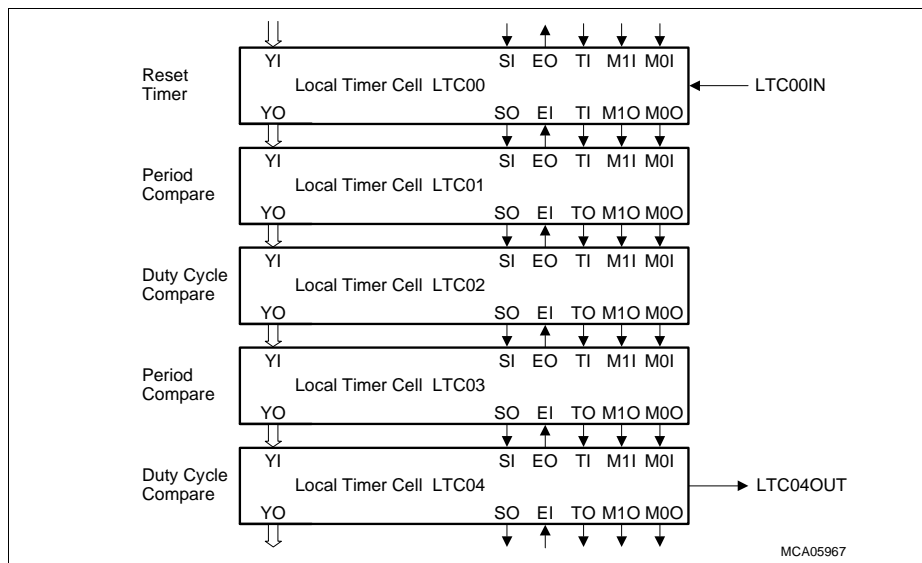 YI SI EO TI M1I M0I
Reset
Timer
Local Timer Cell LTC00
LTC00IN
YO SO EI TI M1O M0O
YI SI EO TI M1I M0I
Period
Compare
Local Timer Cell LTC01
YO SO EI TO M1O M0O
YI SI EO TI M1I M0I
Duty Cycle
Compare
Local Timer Cell LTC02
YO SO EI TO M1O M0O
YI SI EO TI M1I M0I
Period
Compare
Local Timer Cell LTC03
YO SO EI TO M1O M0O
YI SI EO TI M1I M0I
Duty Cycle
Compare
Local Timer Cell LTC04
LTC04OUT
YO SO EI TO M1O M0O
MCA05967